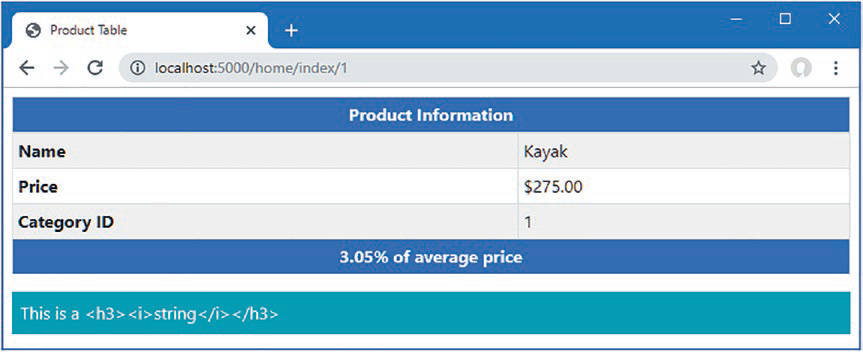 Product Table
localhost:5000/home/index/1
Product Information
Name Kayak
Price $275.00
Category ID 1
3.05% of average price
This is a <h3><i>string</i></h3>